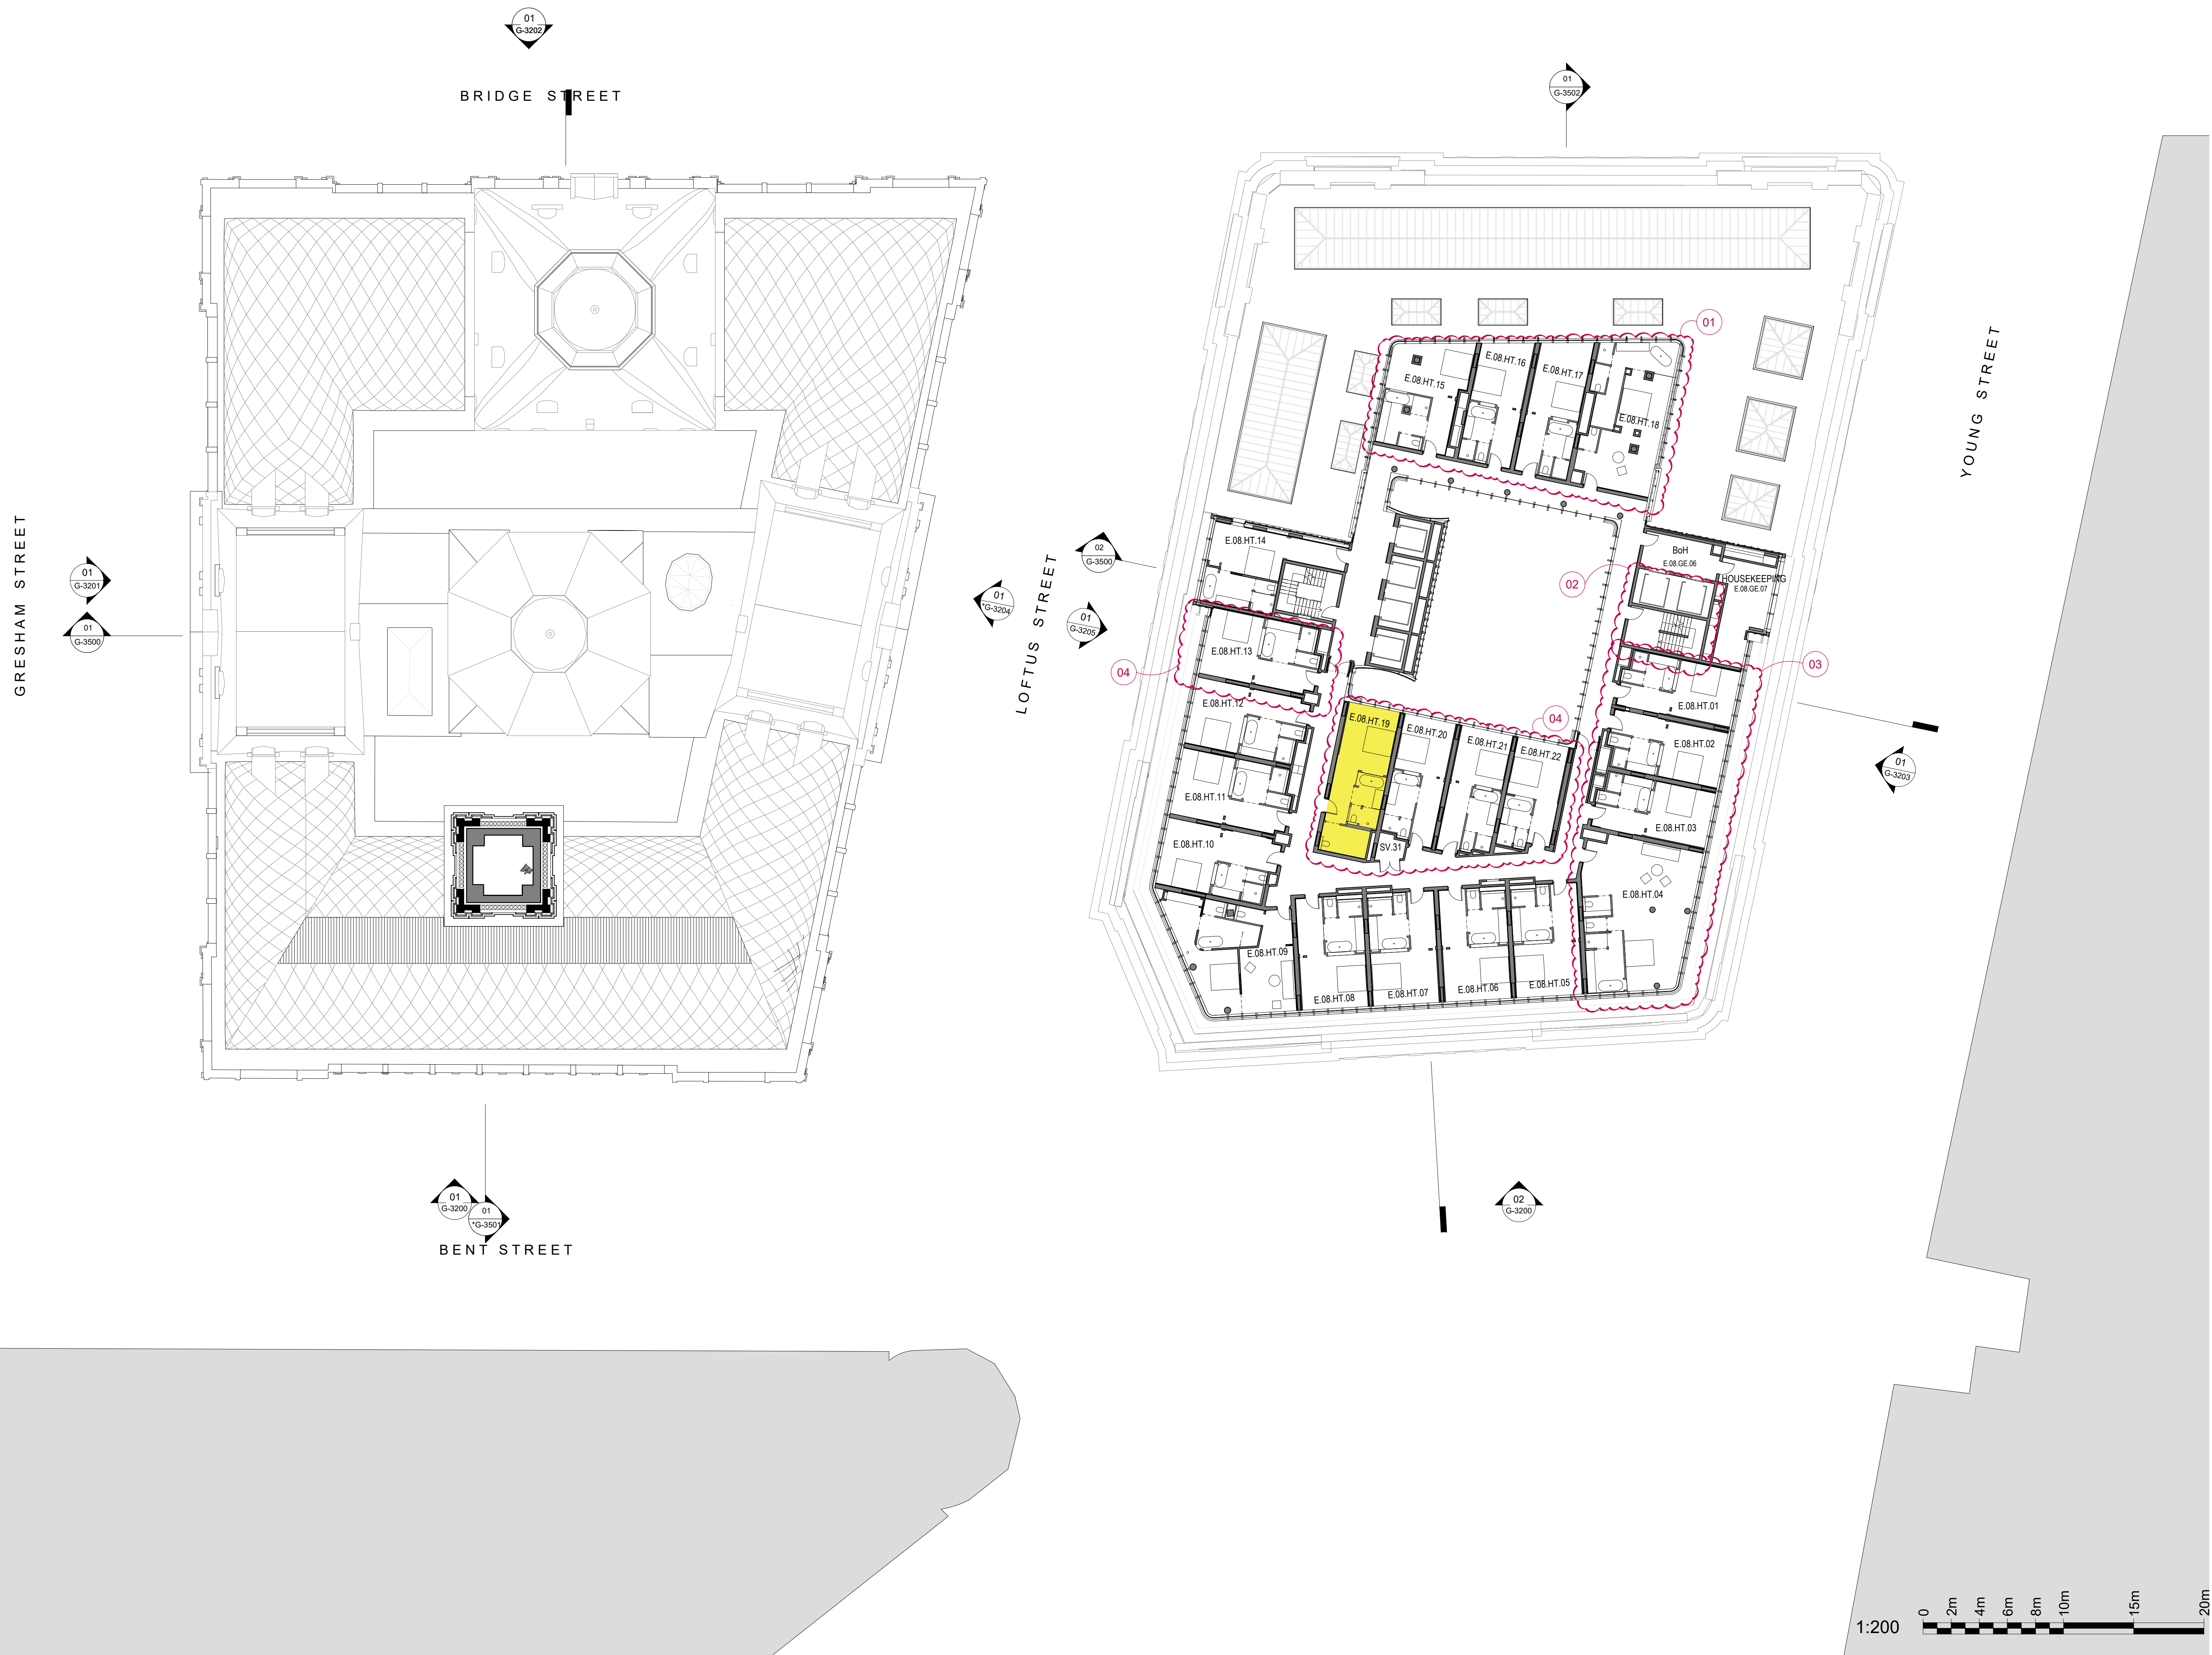 01
G-3202
BRIDGE STREET
01
G-3502
GRESHAM STREET
01
G-3201
01
G-3500
01
*G-3204
LOFTUS STREET
02
G-3500
01
G-3205
YOUNG STREET
01
E.08.HT.15
E.08.HT.16
E.08.HT.17
E.08.HT.18
E.08.HT.14
BoH
E.08.GE.06
HOUSEKEEPING
E.08.GE.07
02
E.08.HT.13
04
03
E.08.HT.01
E.08.HT.12
E.08.HT.19
E.08.HT.20
E.08.HT.21
E.08.HT.22
04
E.08.HT.02
01
G-3203
E.08.HT.11
E.08.HT.03
E.08.HT.10
SV.31
E.08.HT.04
E.08.HT.09
E.08.HT.08
E.08.HT.07
E.08.HT.06
E.08.HT.05
01
G-3200
01
*G-3501
02
G-3200
BENT STREET
1:200
0
2m
4m
6m
8m
10m
15m
20m